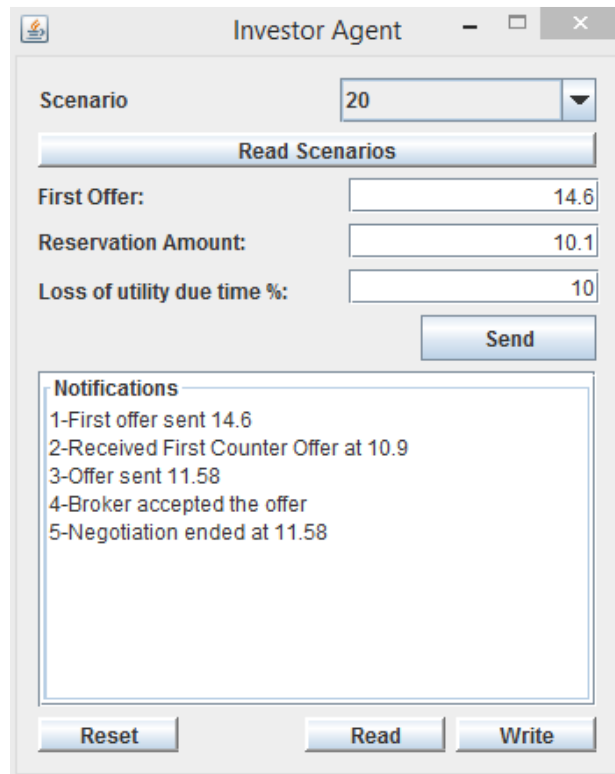 Investor Agent
Scenario 20
Read Scenarios
First Offer: 14.6
Reservation Amount: 10.1
Loss of utility due time %: 10
Send
Notifications
1-First offer sent 14.6
2-Received First Counter Offer at 10.9
3-Offer sent 11.58
4-Broker accepted the offer
5-Negotiation ended at 11.58
Reset Read Write